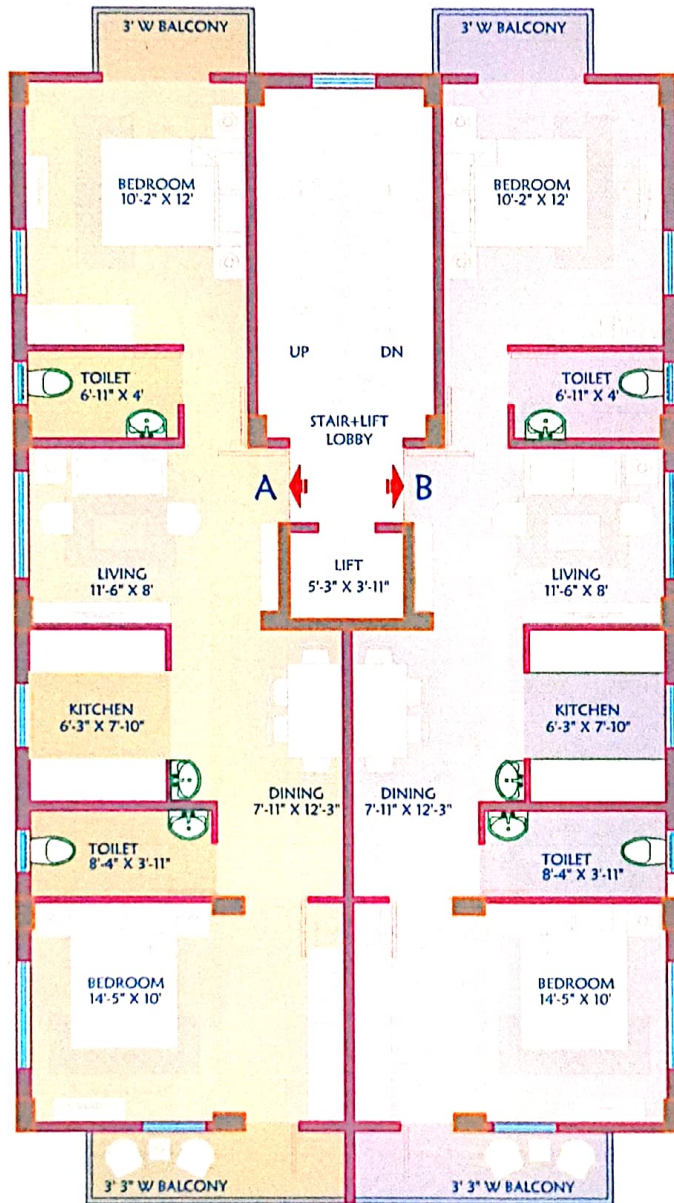 3' W BALCONY
3' W BALCONY
BEDROOM
10'-2" X 12'
BEDROOM
10'-2" X 12'
UP
DN
TOILET
6'-11" X 4'
TOILET
6'-11" X 4'
STAIR+LIFT
LOBBY
A
B
LIVING
11'-6" X 8'
LIFT
5'-3" X 3'-11"
LIVING
11'-6" X 8'
KITCHEN
6'-3" X 7'-10"
KITCHEN
6'-3" X 7'-10"
DINING
7'-11" X 12'-3"
DINING
7'-11" X 12'-3"
TOILET
8'-4" X 3'-11"
TOILET
8'-4" X 3'-11"
BEDROOM
14'-5" X 10'
BEDROOM
14'-5" X 10'
3' 3" W BALCONY
3' 3" W BALCONY